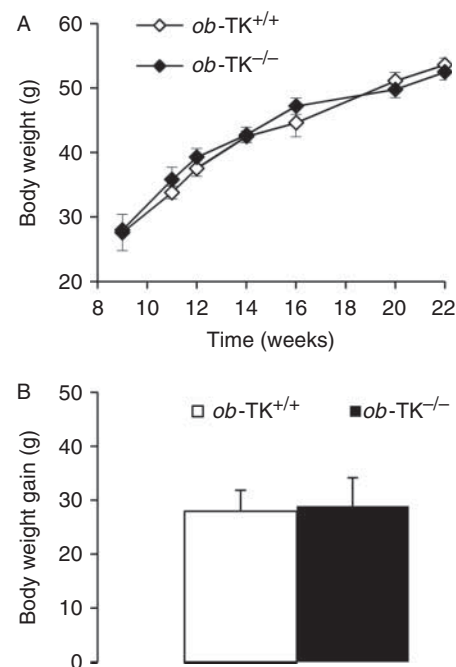 A
ob-TK+/+
ob-TK−/−
60
50
40
30
20
Body weight (g)
8 10 12 14 16 18 20 22
Time (weeks)
B
ob-TK+/+ ob-TK−/−
50
40
30
20
10
0
Body weight gain (g)